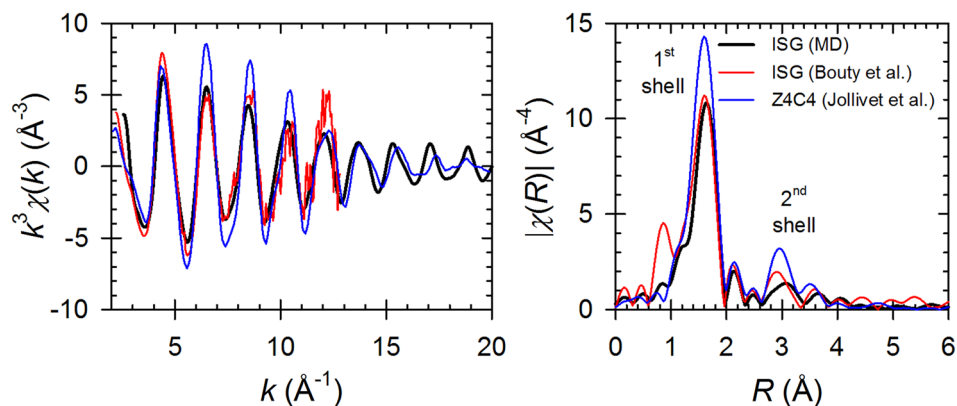 10
5
0
-5
-10
k³χ(k) (Å⁻³)
5
10
15
20
k (Å⁻¹)
15
10
5
0
|χ(R)| (Å⁻⁴)
1st
shell
ISG (MD)
ISG (Bouty et al.)
Z4C4 (Jollivet et al.)
2nd
shell
0
1
2
3
4
5
6
R (Å)